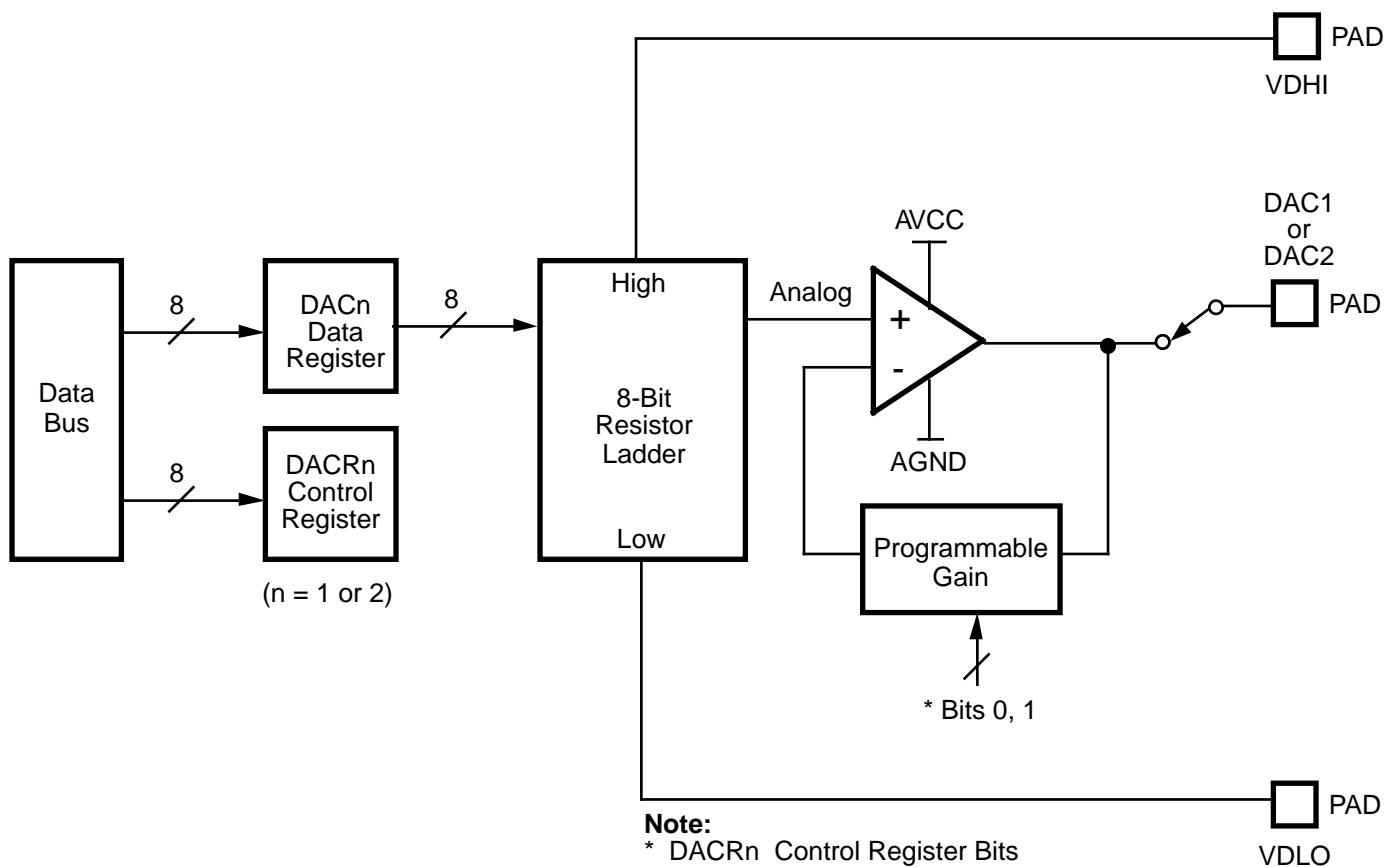 PAD
VDHI
DAC1
or
DAC2
PAD
AVCC
Analog
+
-
AGND
8
8
DACn
Data
Register
High
8-Bit
Resistor
Ladder
Low
Data
Bus
8
DACRn
Control
Register
(n = 1 or 2)
Programmable
Gain
* Bits 0, 1
PAD
VDLO
Note:
* DACRn Control Register Bits